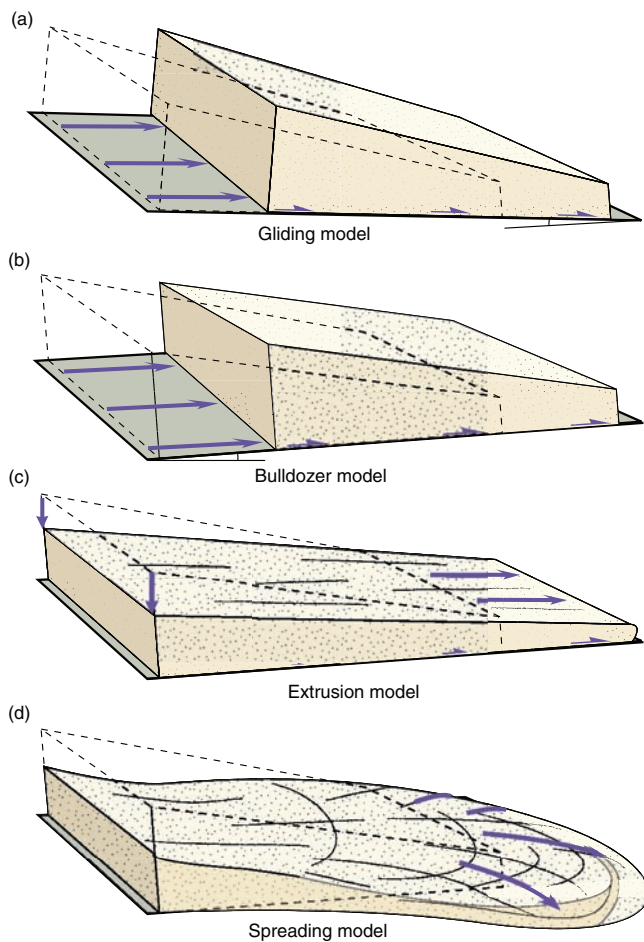 (a)
Gliding model
(b)
Bulldozer model
(c)
Extrusion model
(d)
Spreading model